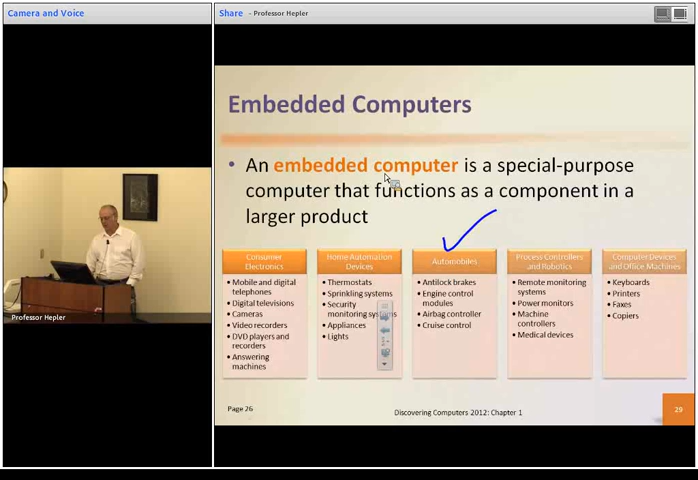 Camera and Voice
Share - Professor Hepler
Embedded Computers
• An embedded computer is a special-purpose
computer that functions as a component in a
larger product
Consumer
Electronics
• Mobile and digital
telephones
• Digital televisions
• Cameras
• Video recorders
• DVD players and
recorders
• Answering
machines
Home Automation
Devices
• Thermostats
• Sprinkling systems
• Security
monitoring systems
• Appliances
• Lights
Automobiles
• Antilock brakes
• Engine control
modules
• Airbag controller
• Cruise control
Process Controllers
and Robotics
• Remote monitoring
systems
• Power monitors
• Machine
controllers
• Medical devices
Computer Devices
and Office Machines
• Keyboards
• Printers
• Faxes
• Copiers
Professor Hepler
Page 26
Discovering Computers 2012: Chapter 1
29